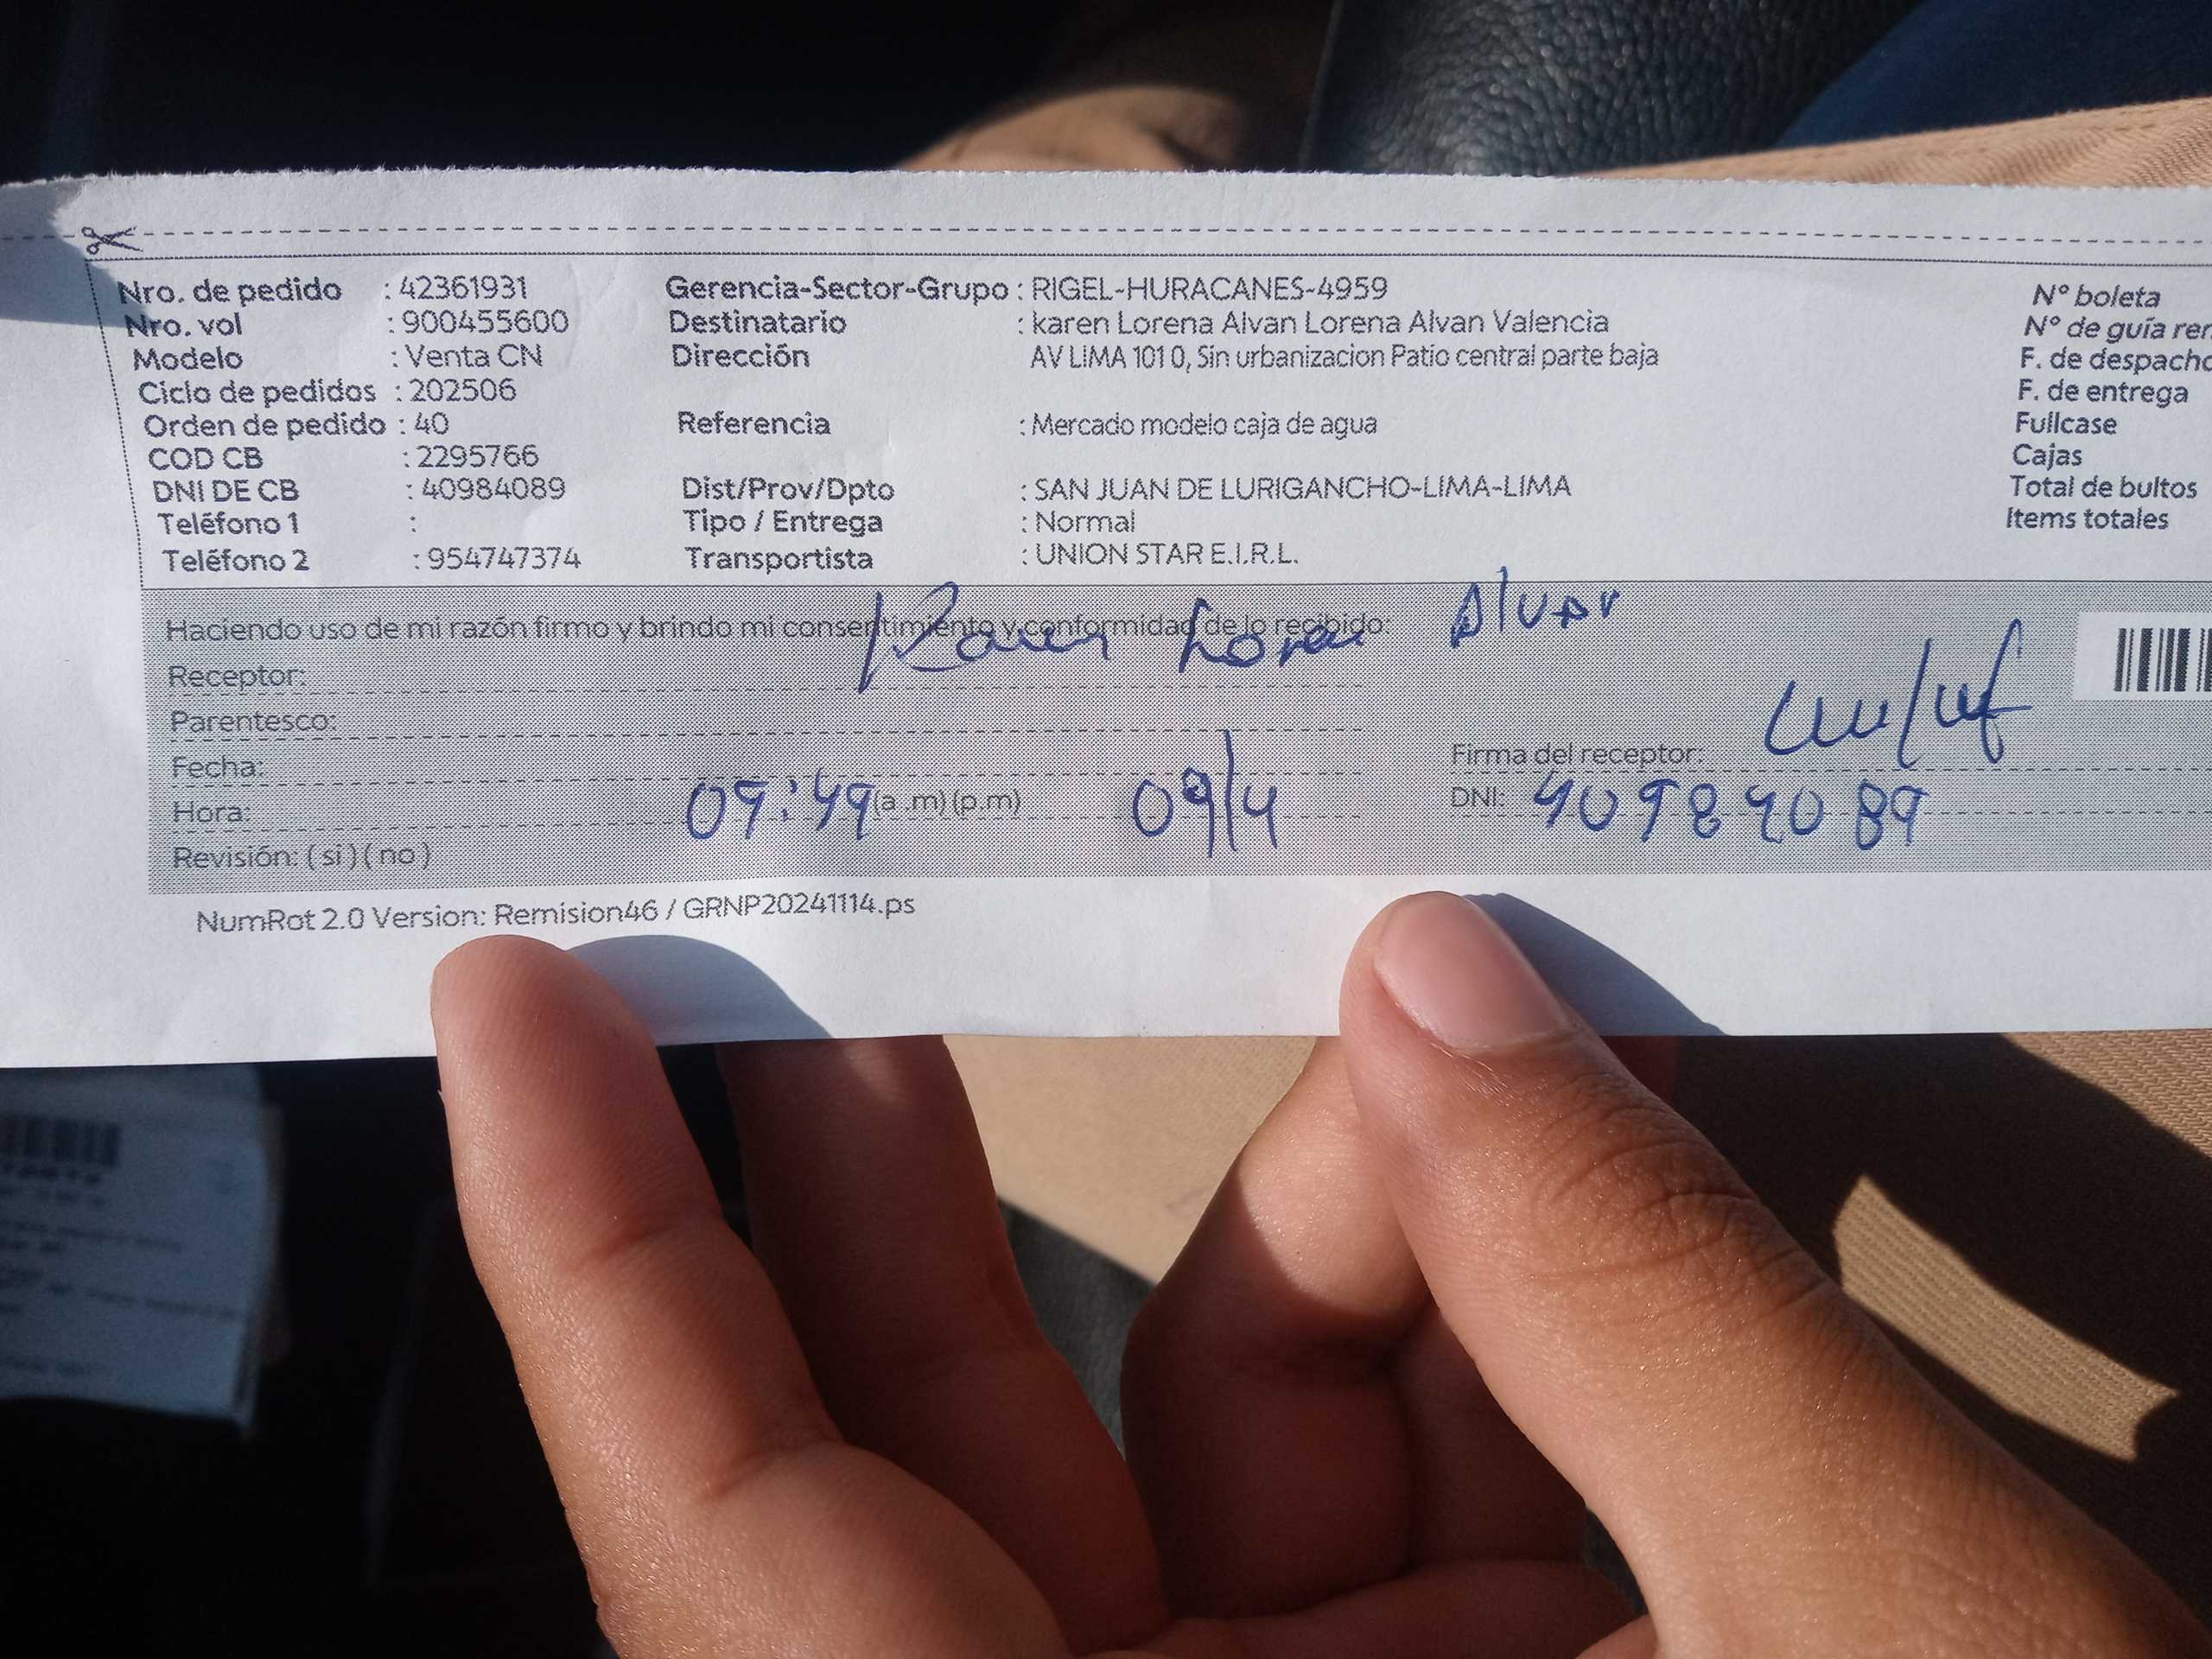 Nro. de pedido : 42361931 Gerencia-Sector-Grupo : RIGEL-HURACANES-4959 N° boleta
Nro. vol : 900455600 Destinatario : karen Lorena Alvan Lorena Alvan Valencia N° de guía rem
Modelo : Venta CN Dirección AV LIMA 101 0, Sin urbanizacion Patio central parte baja F. de despacho
Ciclo de pedidos : 202506 F. de entrega
Orden de pedido : 40 Referencia : Mercado modelo caja de agua Fullcase
COD CB : 2295766 Cajas
DNI DE CB : 40984089 Dist/Prov/Dpto : SAN JUAN DE LURIGANCHO-LIMA-LIMA Total de bultos
Teléfono 1 : Tipo / Entrega : Normal Items totales
Teléfono 2 : 954747374 Transportista : UNION STAR E.I.R.L.
Haciendo uso de mi razón firmo y brindo mi consentimiento y conformidad de lo recibido:
Receptor: Karen Lorena Alvan
Parentesco:
Fecha: Firma del receptor:
Hora: 09:49 (a.m) (p.m) 09/4 DNI: 40984089
Revisión: ( si ) ( no )
NumRot 2.0 Version: Remision46 / GRNP20241114.ps